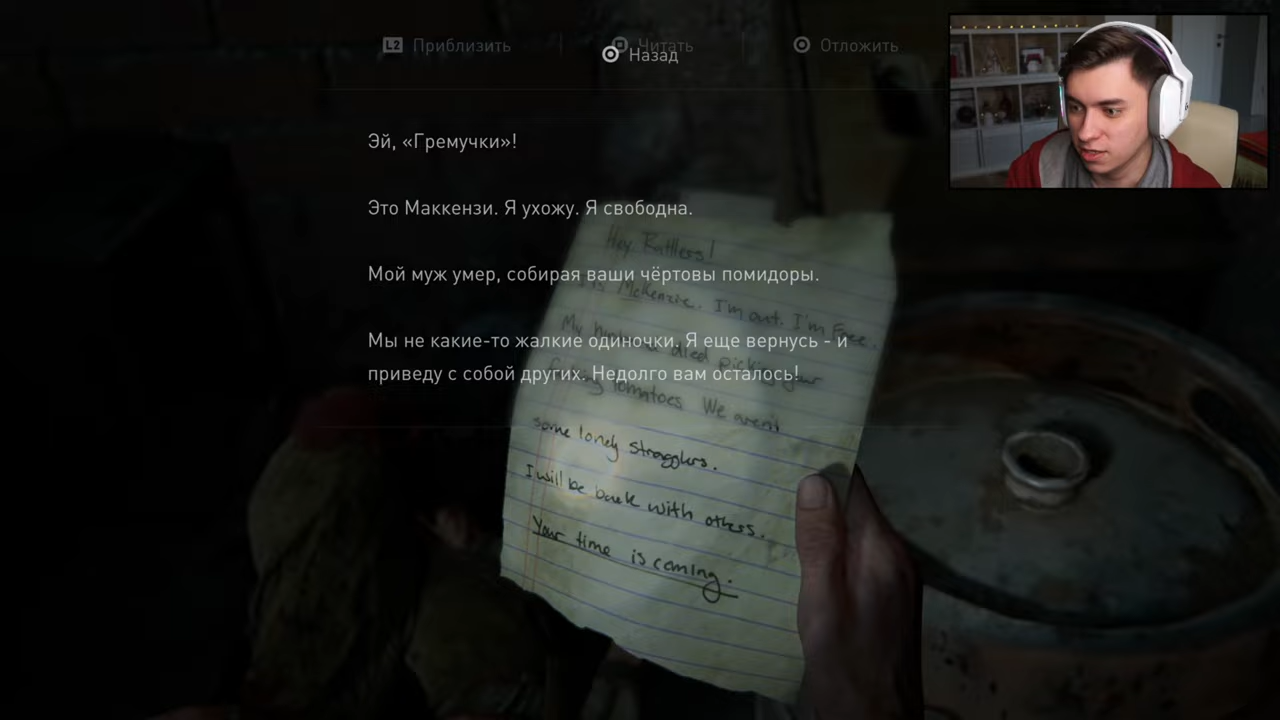 L2 Приблизить
Читать
Отложить
Назад
Эй, «Гремучки»!
Это Маккензи. Я ухожу. Я свободна.
Мой муж умер, собирая ваши чёртовы помидоры.
Мы не какие-то жалкие одиночки. Я еще вернусь - и
приведу с собой других. Недолго вам осталось!
Hey Rattlers!
is McKenzie. I'm out. I'm Free.
My husband died picking your
fucking tomatoes We aren't
some lonely stragglers.
I will be back with others.
Your time is coming.